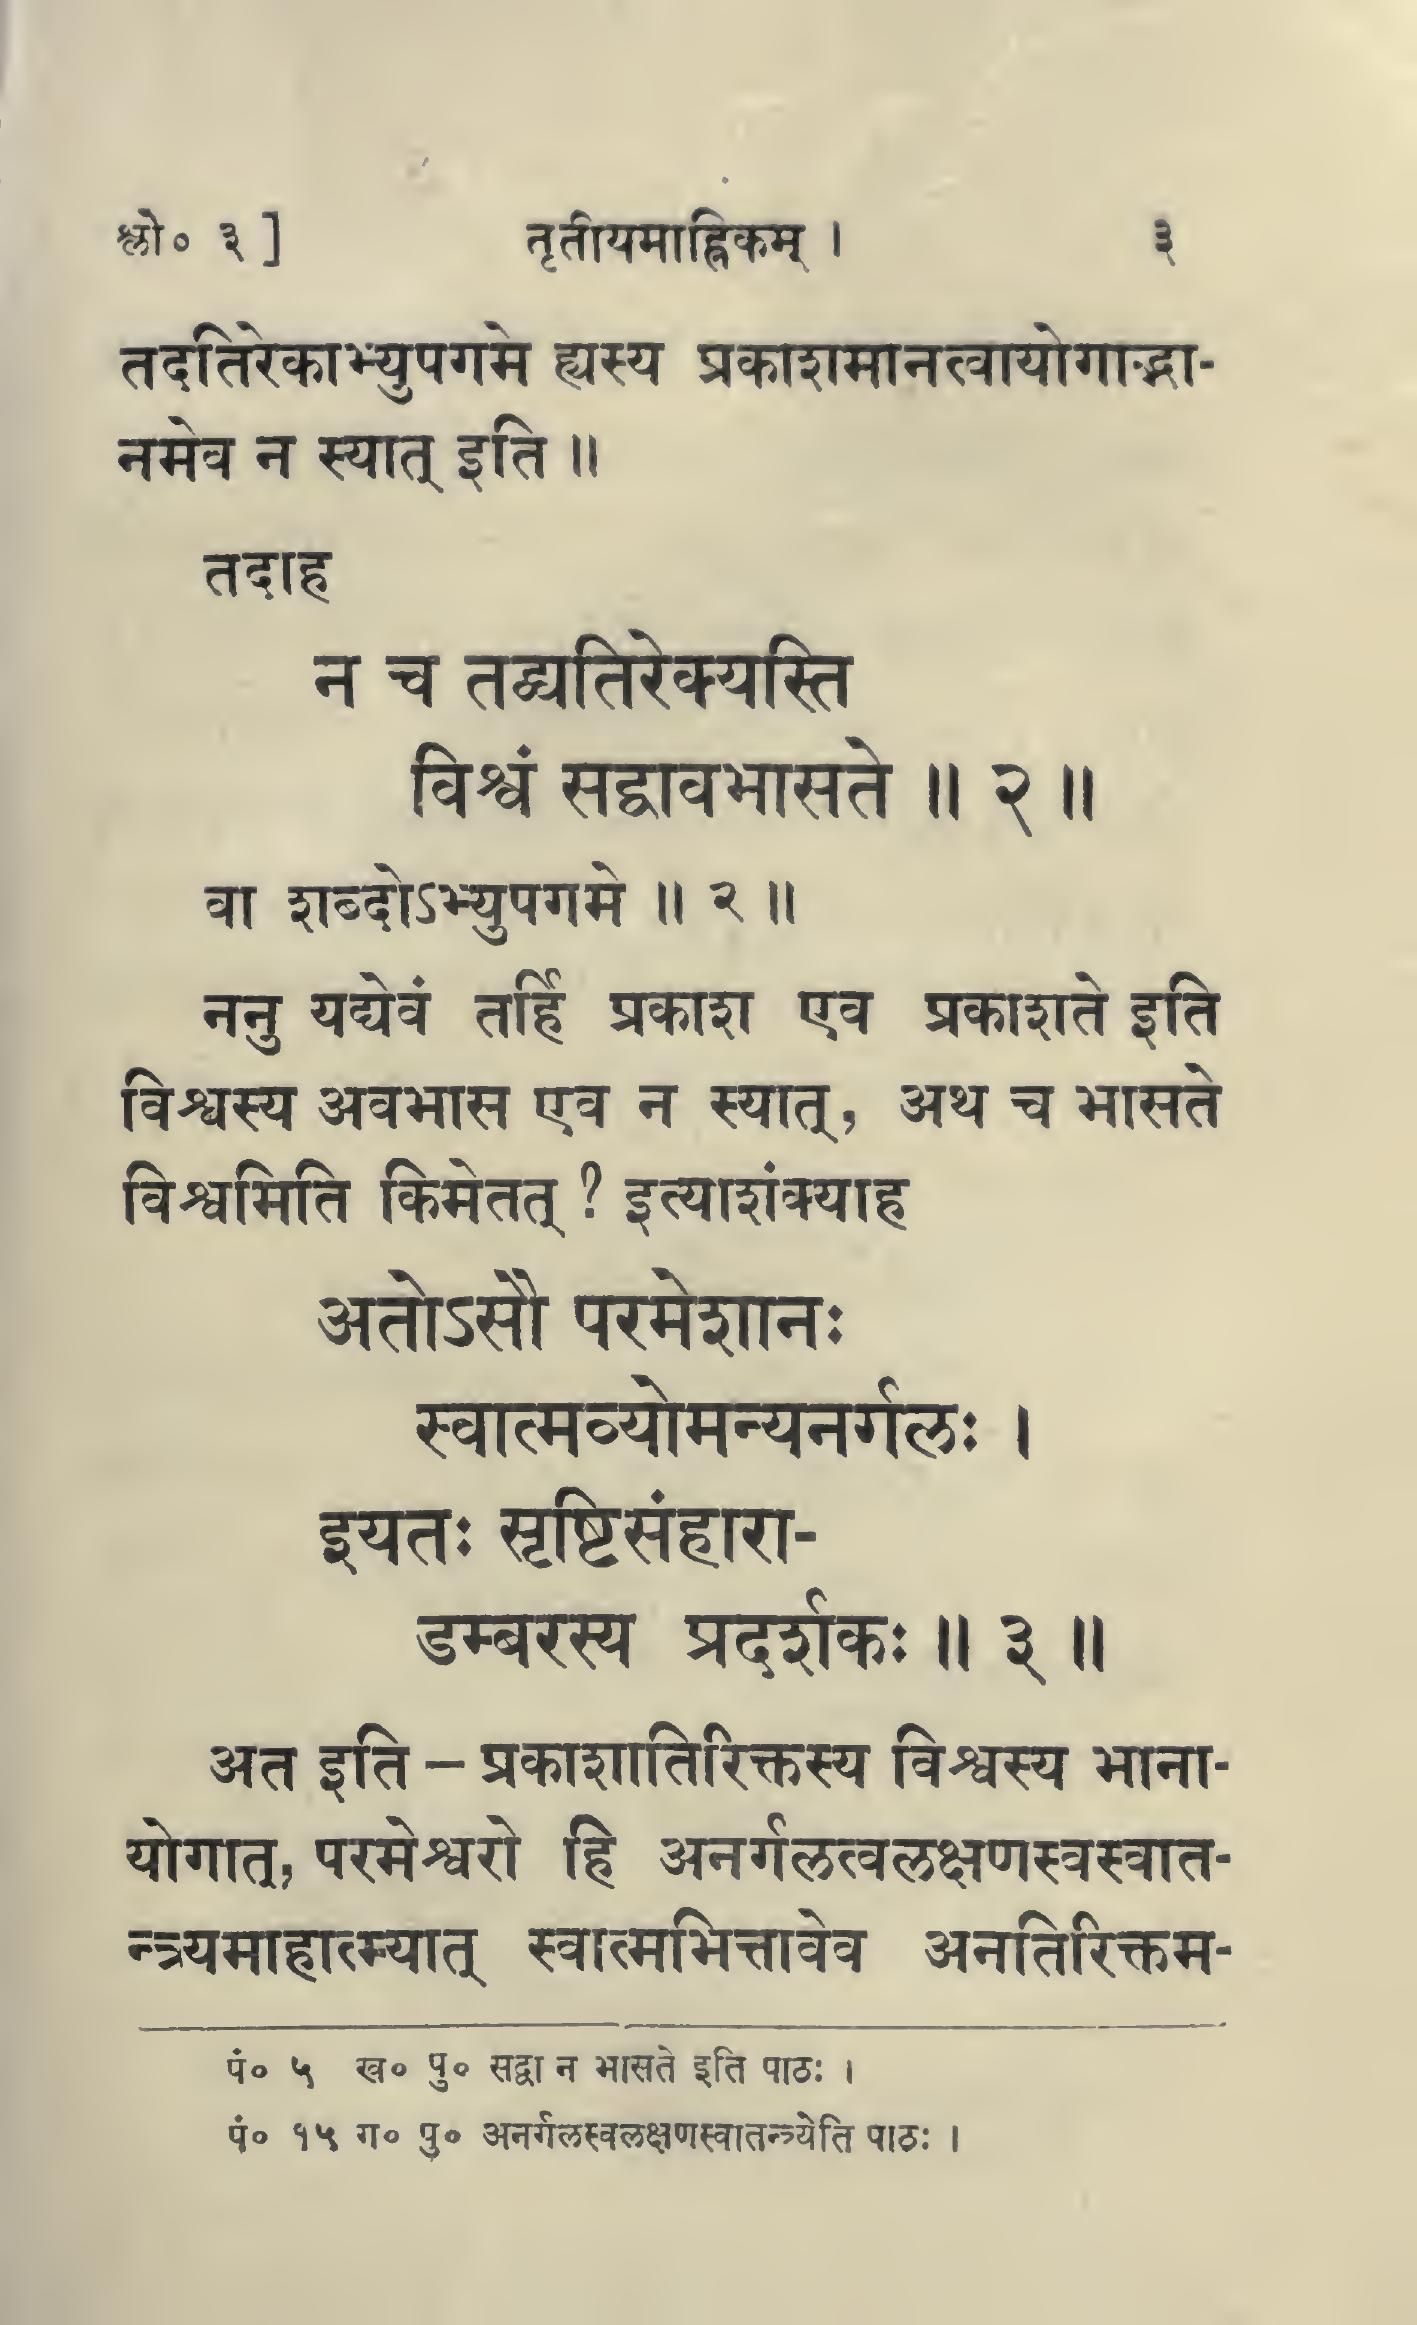 श्लो० ३ ] तृतीयमाह्निकम् । ३
तदतिरेकाभ्युपगमे ह्यस्य प्रकाशमानत्वायोगाद्भा-
नमेव न स्यात् इति ॥
तदाह
न च तद्व्यतिरेक्यस्ति
विश्वं सद्वावभासते ॥ २ ॥
वा शब्दोऽभ्युपगमे ॥ २ ॥
ननु यद्येवं तर्हि प्रकाश एव प्रकाशते इति
विश्वस्य अवभास एव न स्यात्, अथ च भासते
विश्वमिति किमेतत् ? इत्याशंक्याह
अतोऽसौ परमेशानः
स्वात्मव्योमन्यनर्गलः ।
इयतः सृष्टिसंहारा-
डम्बरस्य प्रदर्शकः ॥ ३ ॥
अत इति – प्रकाशातिरिक्तस्य विश्वस्य भाना-
योगात्, परमेश्वरो हि अनर्गलत्वलक्षणस्वस्वात-
न्त्र्यमाहात्म्यात् स्वात्मभित्तावेव अनतिरिक्तम-
पं० ५ ख० पु० सद्वा न भासते इति पाठः ।
पं० १५ ग० पु० अनर्गलस्वलक्षणस्वातन्त्र्येति पाठः ।